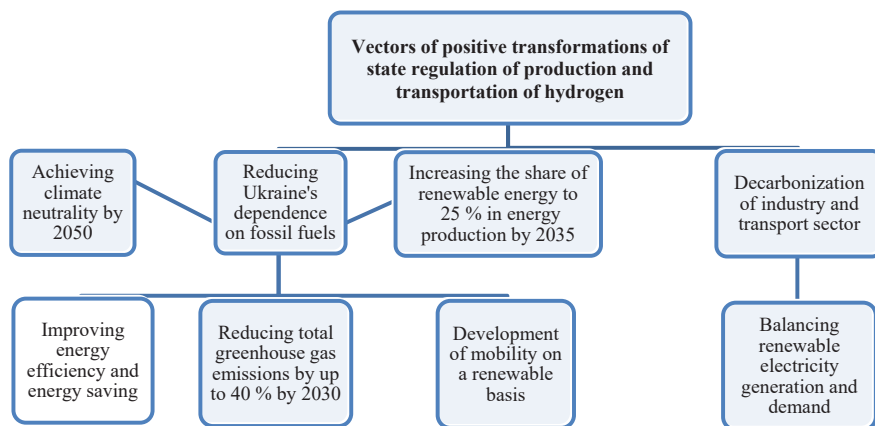 Vectors of positive transformations of
state regulation of production and
transportation of hydrogen
Achieving
climate
neutrality by
2050
Reducing
Ukraine's
dependence
on fossil fuels
Increasing the share of
renewable energy to
25 % in energy
production by 2035
Decarbonization
of industry and
transport sector
Improving
energy
efficiency and
energy saving
Reducing total
greenhouse gas
emissions by up
to 40 % by 2030
Development
of mobility on
a renewable
basis
Balancing
renewable
electricity
generation and
demand